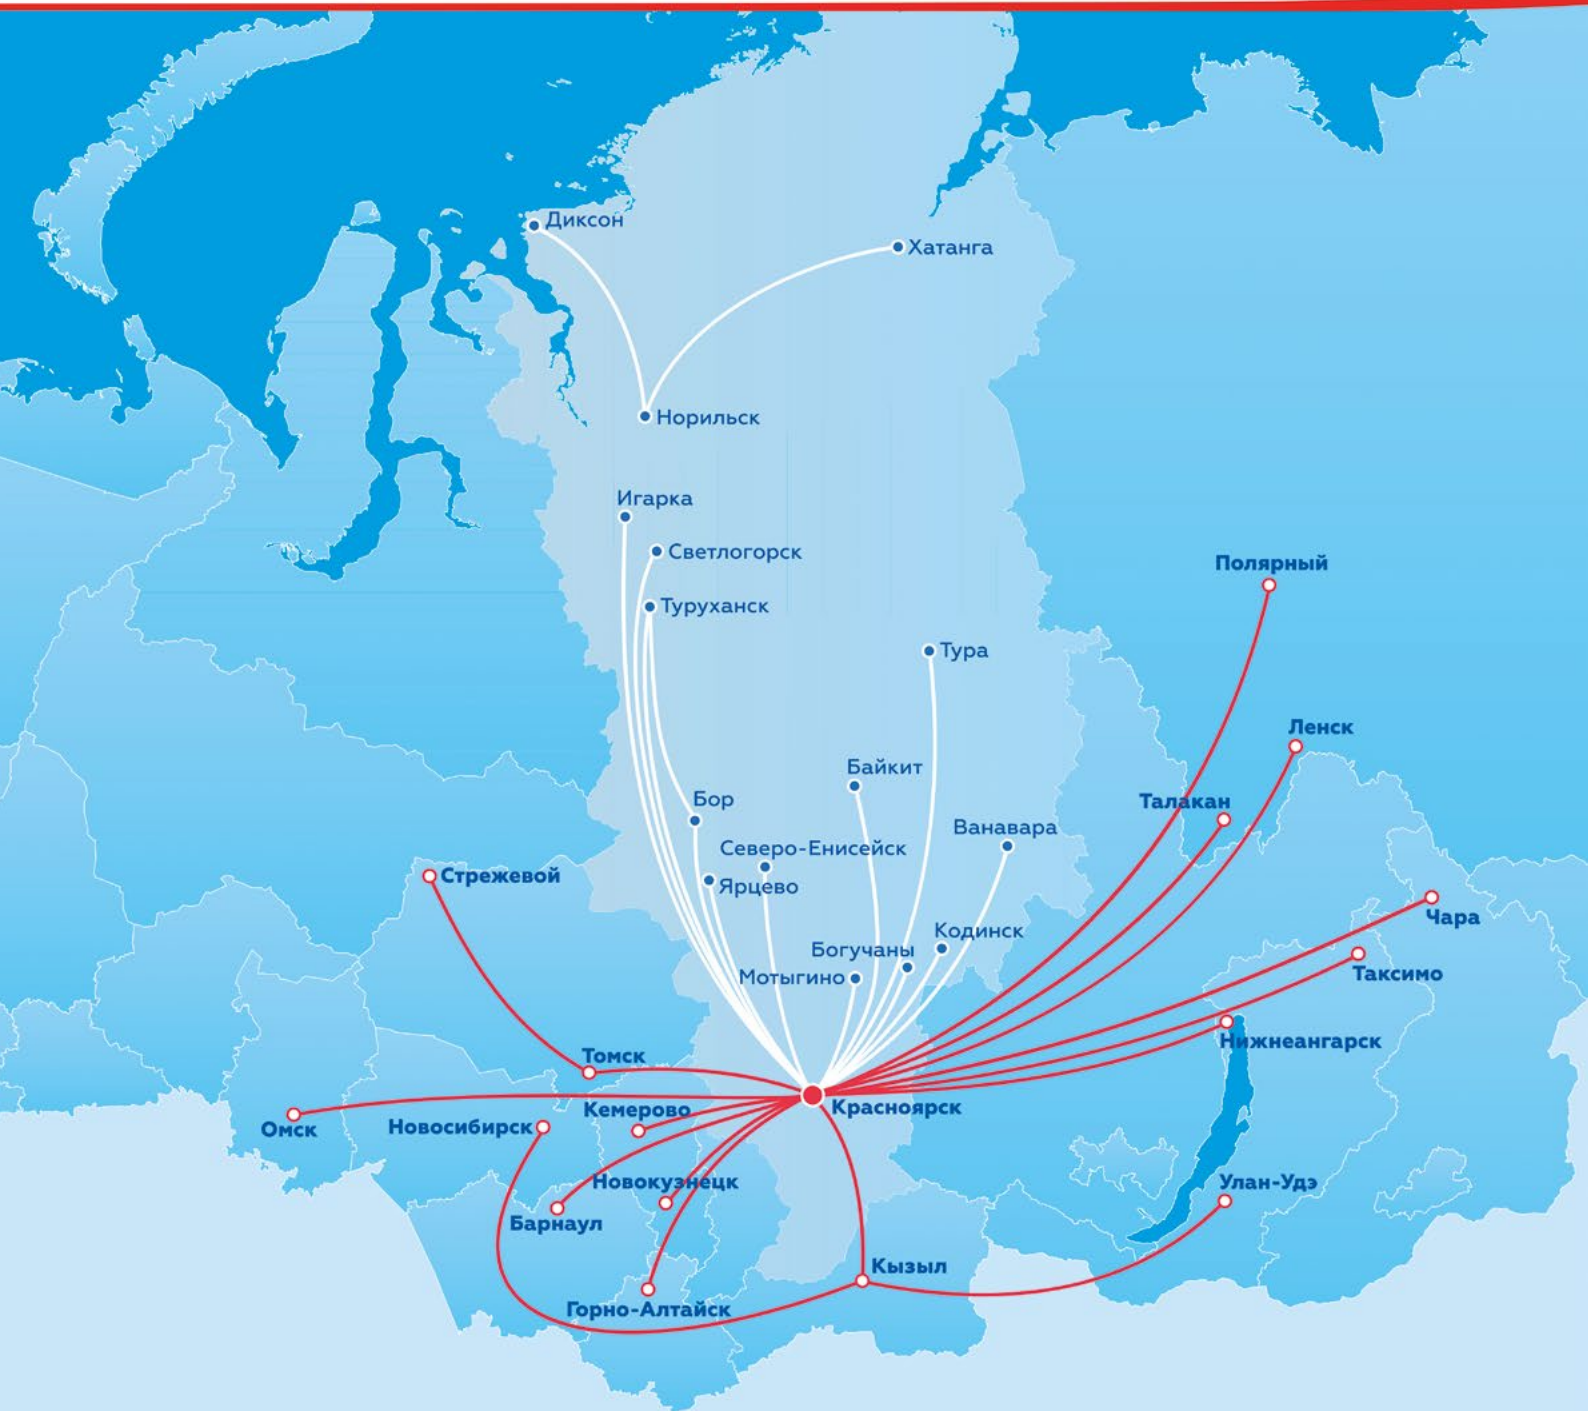 Диксон
Хатанга
Норильск
Игарка
Светлогорск
Полярный
Туруханск
Тура
Ленск
Байкит
Бор
Талакан
Ванавара
Северо-Енисейск
Стрежевой
Ярцево
Чара
Кодинск
Богучаны
Таксимо
Мотыгино
Нижнеангарск
Томск
Кемерово
Красноярск
Омск
Новосибирск
Новокузнецк
Улан-Удэ
Барнаул
Кызыл
Горно-Алтайск